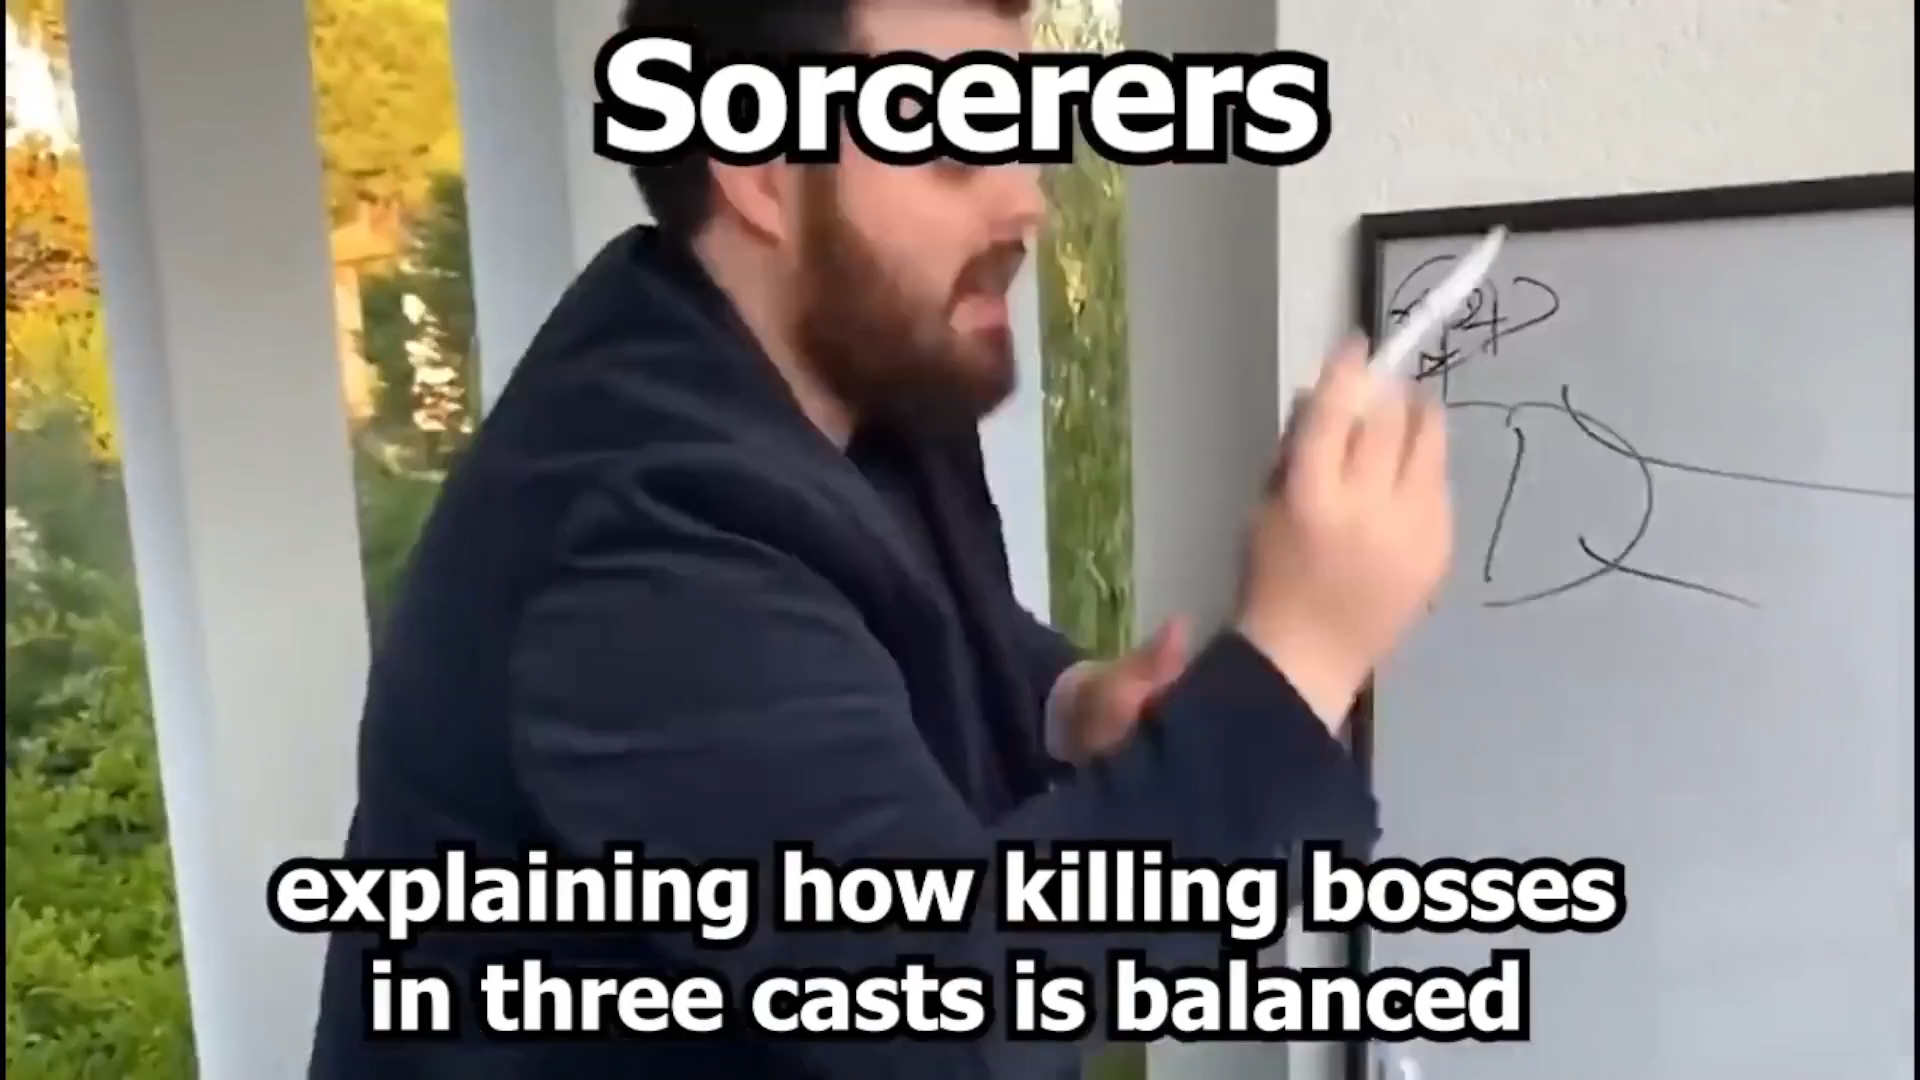 Sorcerers
explaining how killing bosses
in three casts is balanced